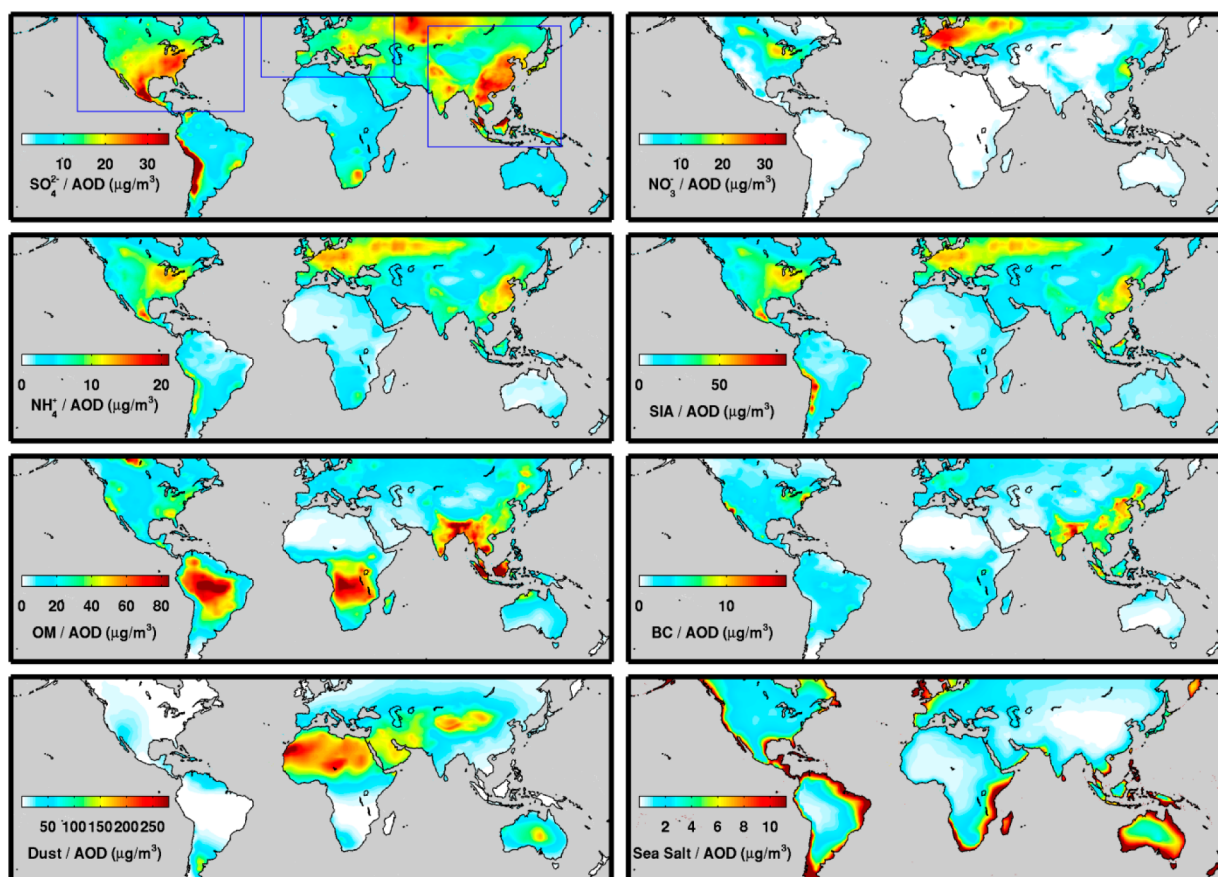 10 20 30
SO₄²⁻ / AOD (μg/m³)
10 20 30
NO₃⁻ / AOD (μg/m³)
0 10 20
NH₄⁺ / AOD (μg/m³)
0 50
SIA / AOD (μg/m³)
0 20 40 60 80
OM / AOD (μg/m³)
0 10
BC / AOD (μg/m³)
50 100 150 200 250
Dust / AOD (μg/m³)
2 4 6 8 10
Sea Salt / AOD (μg/m³)